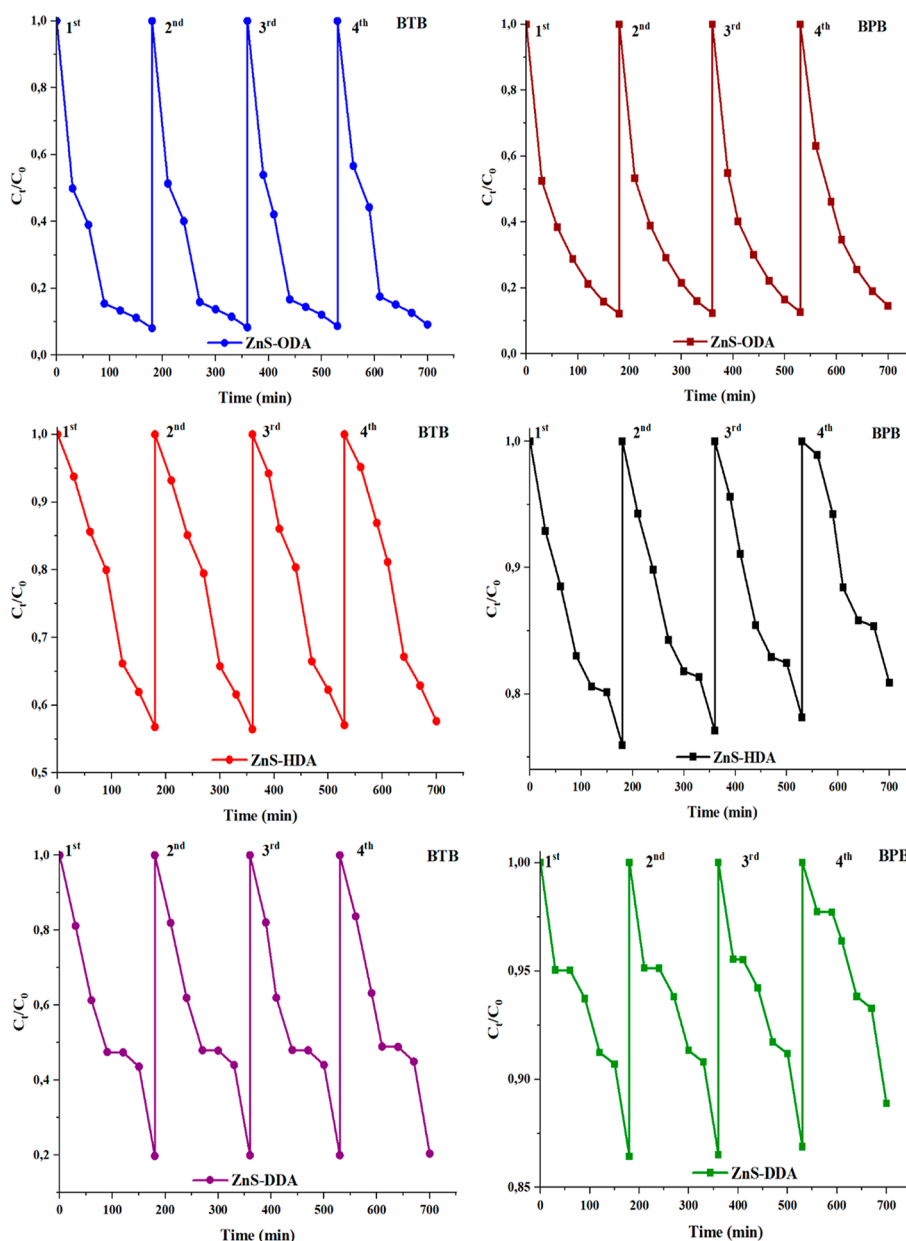 1st 2nd 3rd 4th BTB
1,0
0,8
0,6
0,4
0,2
0,0
Ct/C0
ZnS-ODA
0 100 200 300 400 500 600 700
Time (min)
1st 2nd 3rd 4th BPB
1,0
0,8
0,6
0,4
0,2
0,0
Ct/C0
ZnS-ODA
0 100 200 300 400 500 600 700
Time (min)
1st 2nd 3rd 4th BTB
1,0
0,9
0,8
0,7
0,6
0,5
Ct/C0
ZnS-HDA
0 100 200 300 400 500 600 700
Time (min)
1st 2nd 3rd 4th BPB
1,0
0,9
0,8
Ct/C0
ZnS-HDA
0 100 200 300 400 500 600 700
Time (min)
1st 2nd 3rd 4th BTB
1,0
0,8
0,6
0,4
0,2
Ct/C0
ZnS-DDA
0 100 200 300 400 500 600 700
Time (min)
1st 2nd 3rd 4th BPB
1,00
0,95
0,90
0,85
Ct/C0
ZnS-DDA
0 100 200 300 400 500 600 700
Time (min)